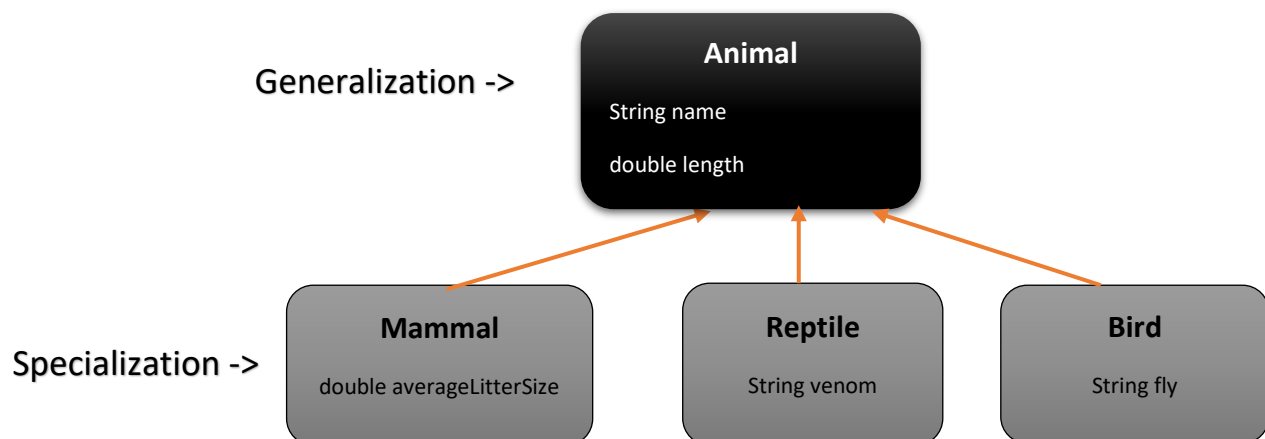 Animal
Generalization ->
String name
double length
Mammal
Reptile
Bird
Specialization ->
double averageLitterSize
String venom
String fly